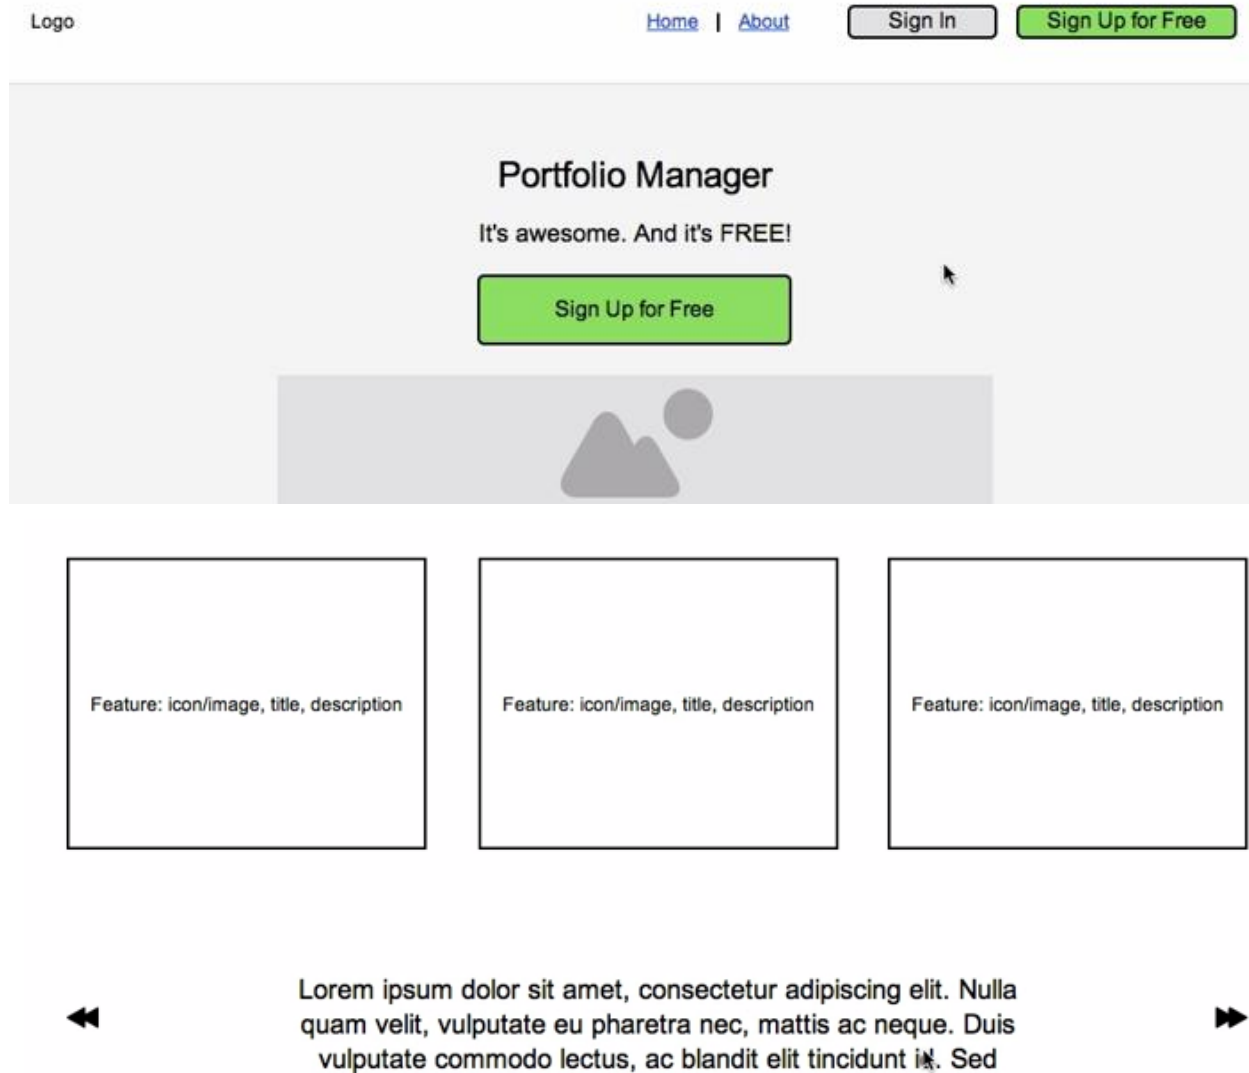 Logo
Home | About
Sign In
Sign Up for Free
Portfolio Manager
It's awesome. And it's FREE!
Sign Up for Free
Feature: icon/image, title, description
Feature: icon/image, title, description
Feature: icon/image, title, description
Lorem ipsum dolor sit amet, consectetur adipiscing elit. Nulla
quam velit, vulputate eu pharetra nec, mattis ac neque. Duis
vulputate commodo lectus, ac blandit elit tincidunt id. Sed